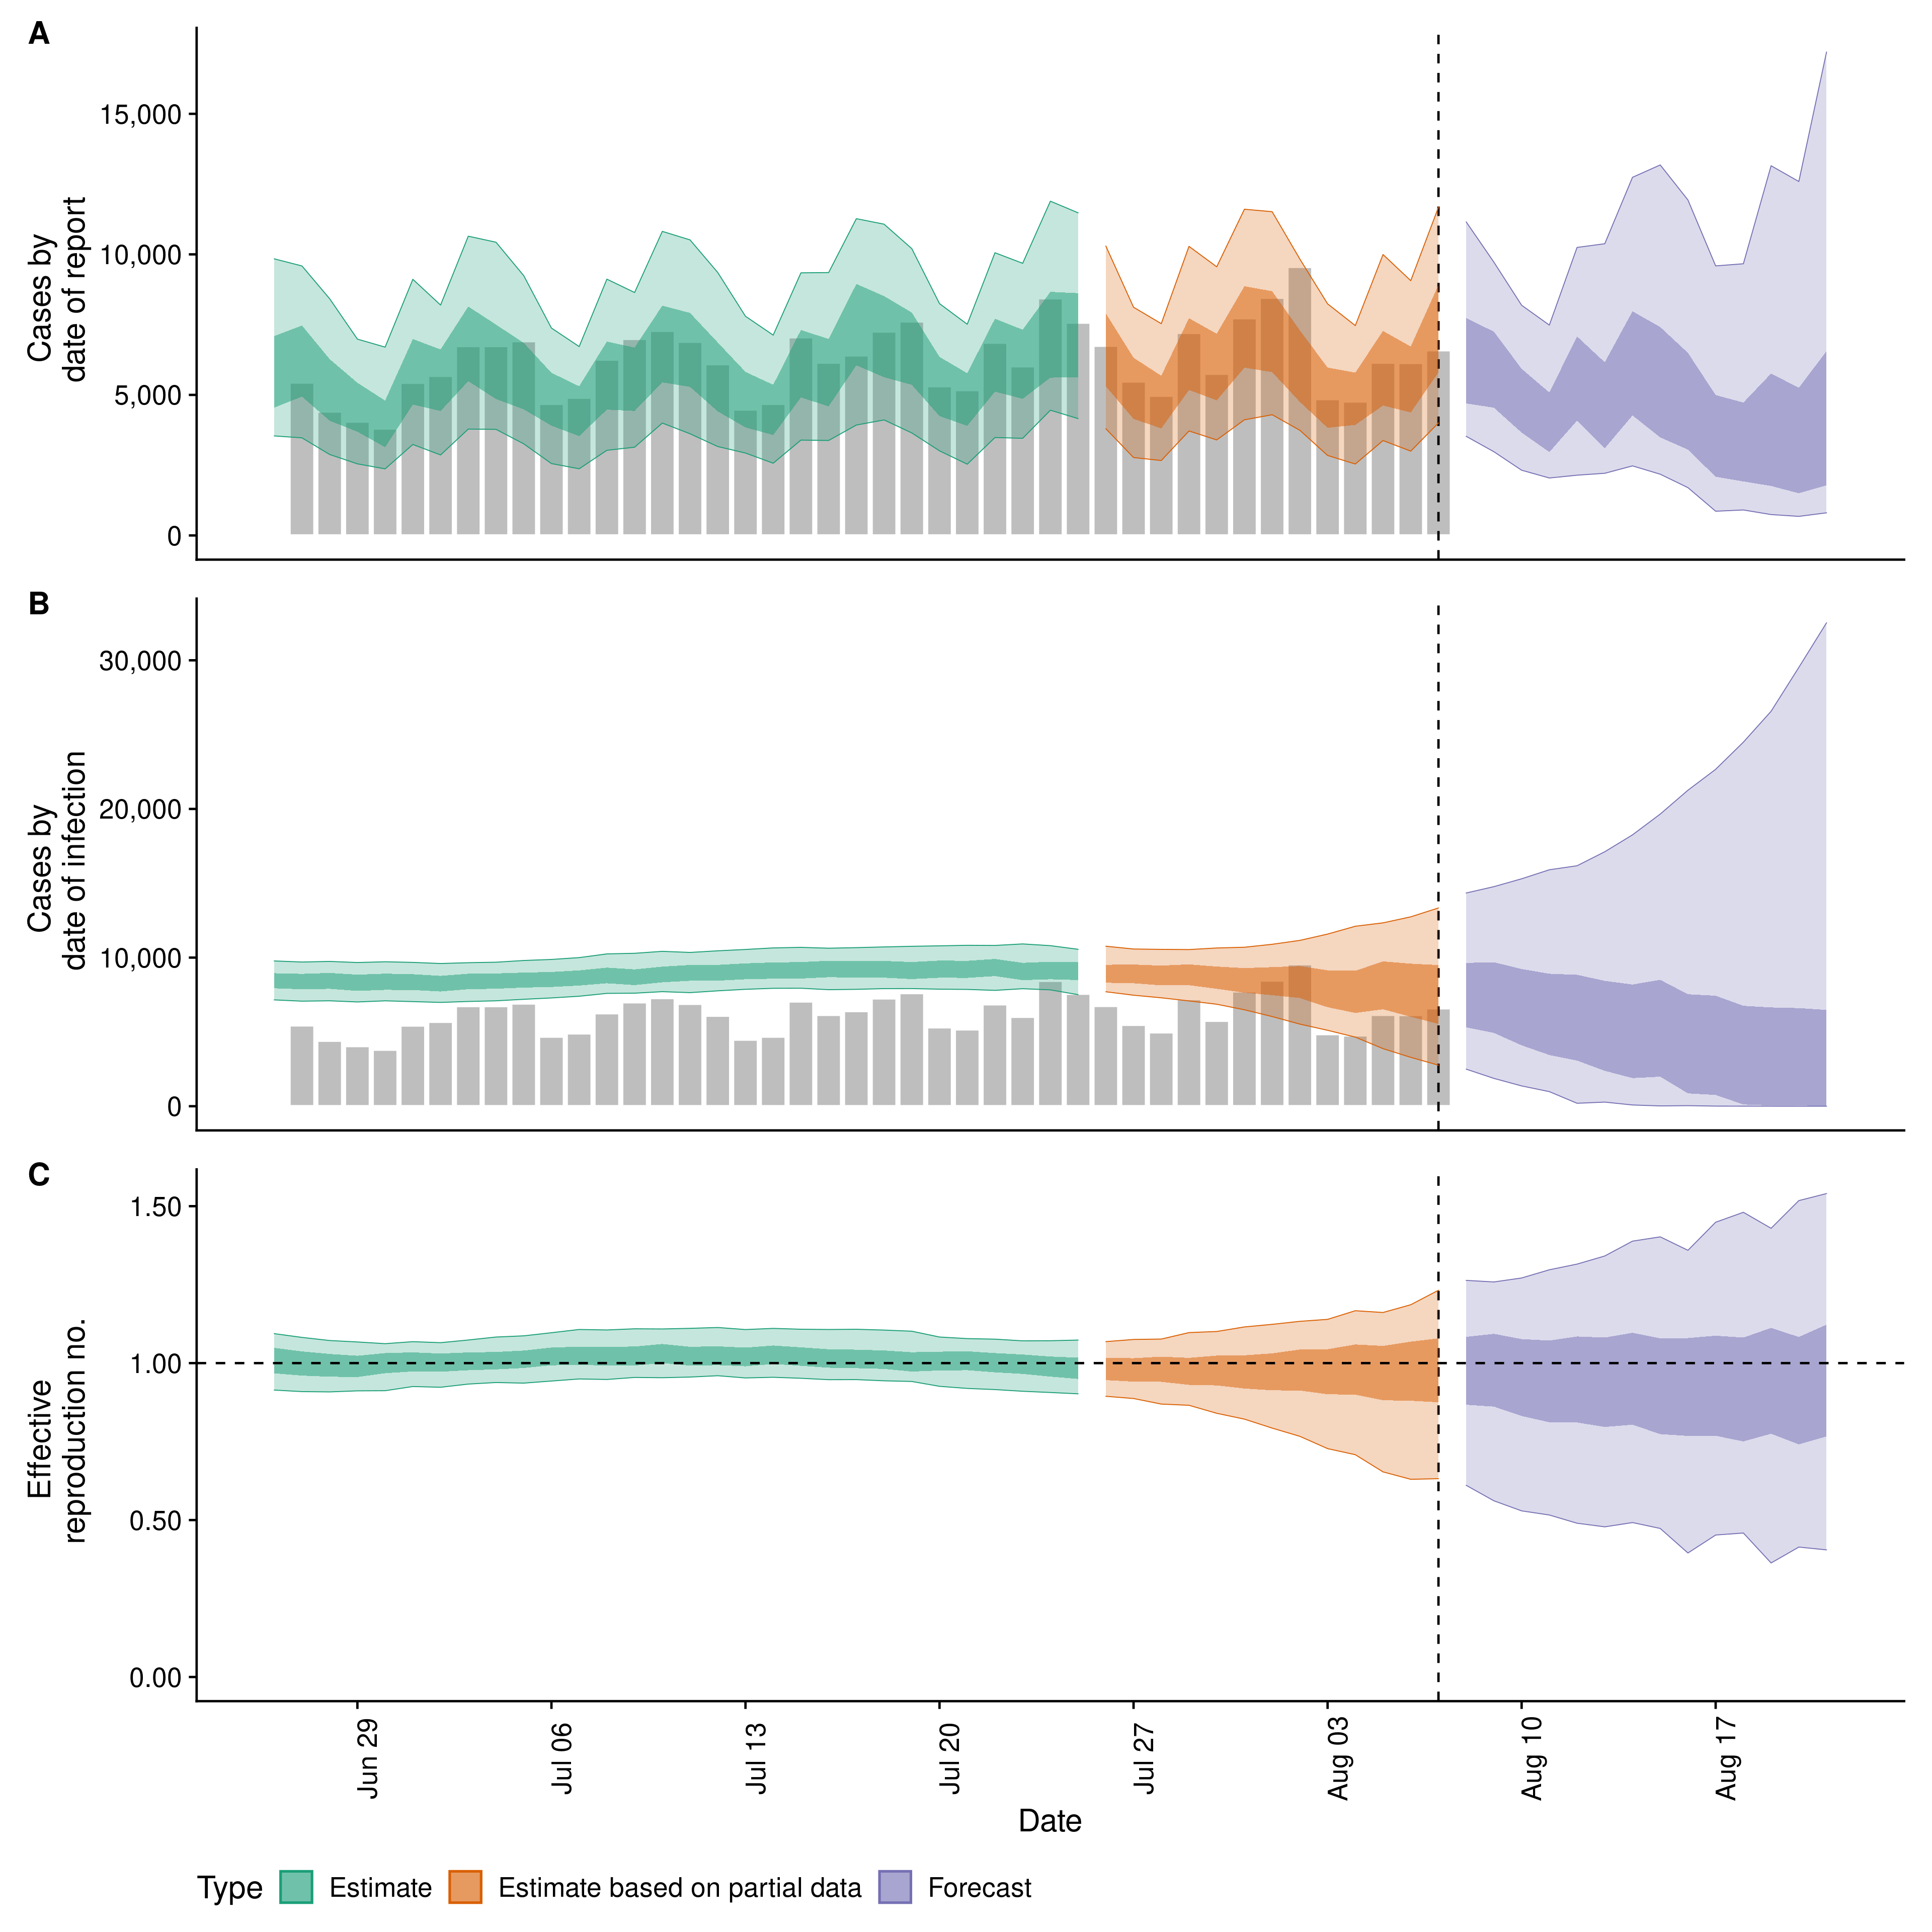 A
Cases by
date of report
15,000
10,000
5,000
0
B
Cases by
date of infection
30,000
20,000
10,000
0
C
Effective
reproduction no.
1.50
1.00
0.50
0.00
Jun 29
Jul 06
Jul 13
Jul 20
Jul 27
Aug 03
Aug 10
Aug 17
Date
Type
Estimate
Estimate based on partial data
Forecast